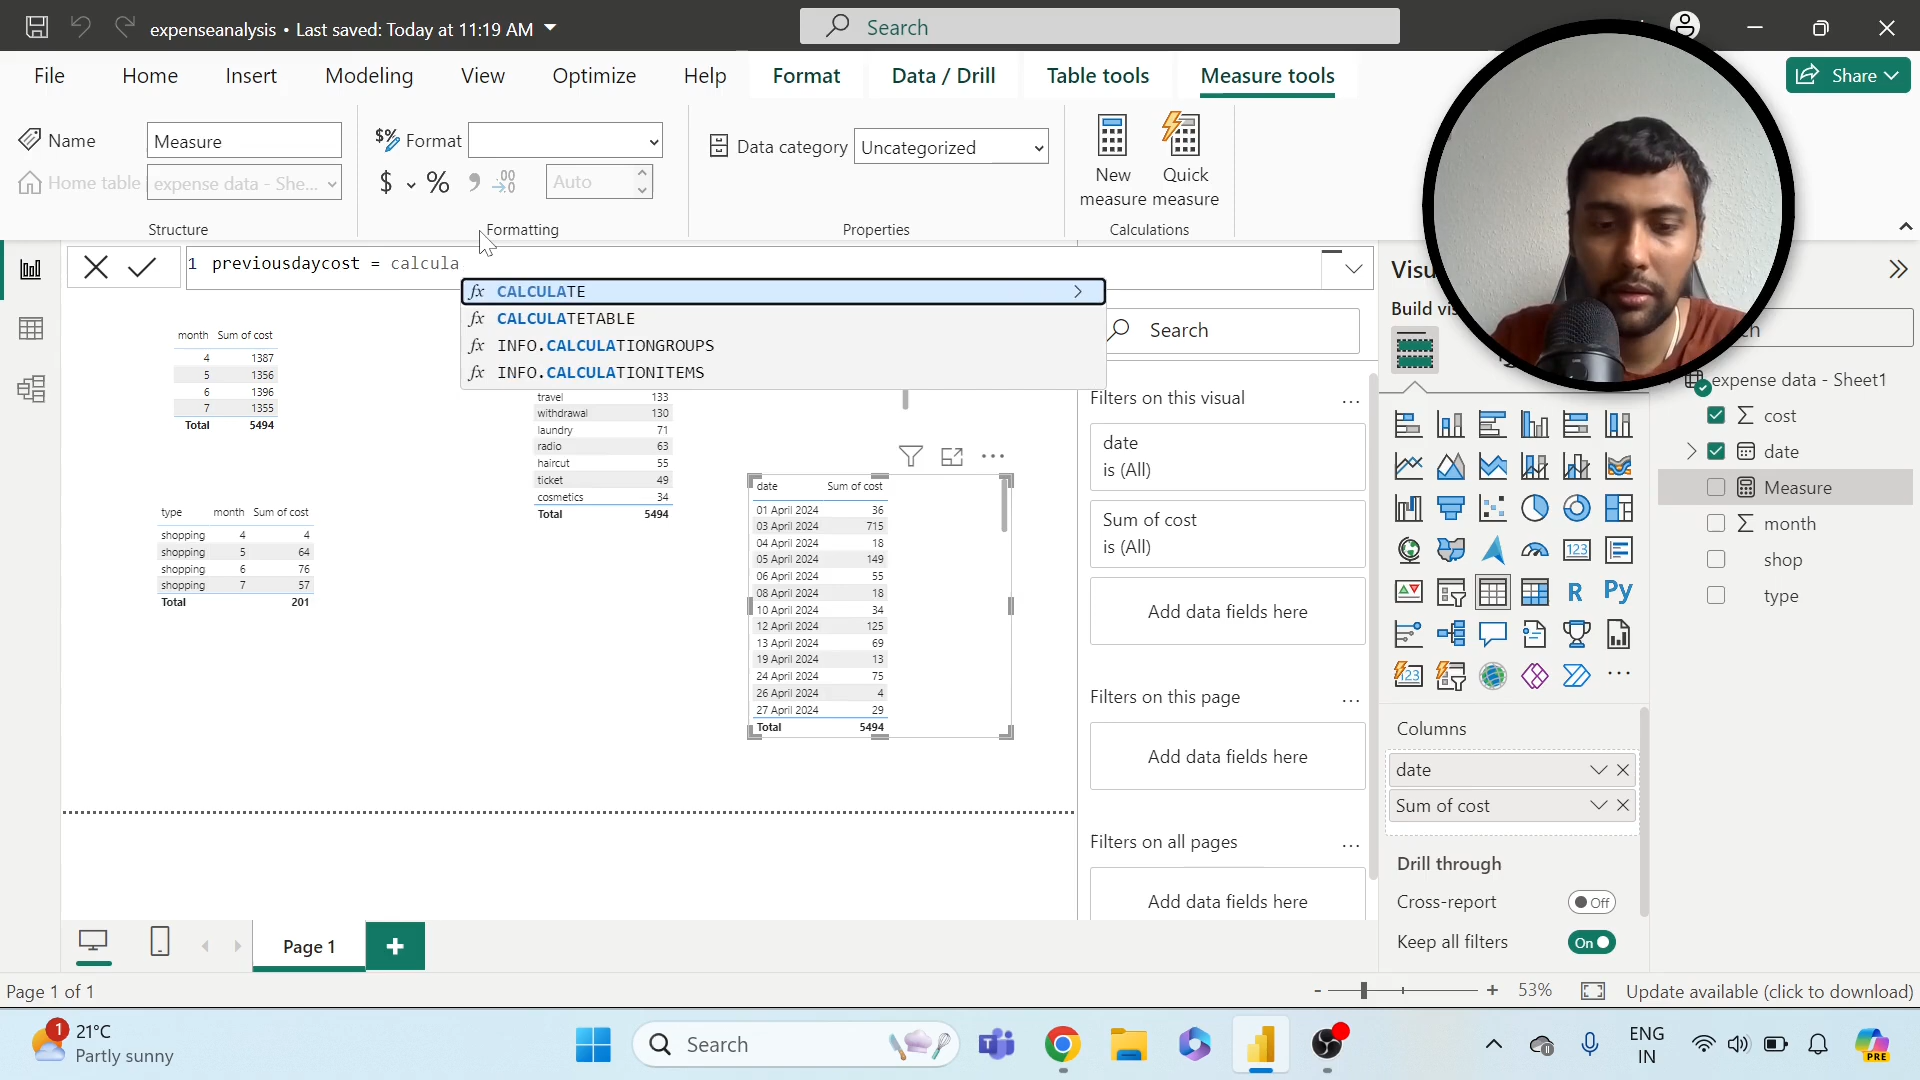 expenseanalysis • Last saved: Today at 11:19 AM
Search
File Home Insert Modeling View Optimize Help Format Data / Drill Table tools Measure tools
Share
Name Measure
Home table expense data - She...
Structure
$% Format
$ % 9 .00
Auto
Formatting
Data category Uncategorized
Properties
New measure
Quick measure
Calculations
1 previousdaycost = calcula
fx CALCULATE
fx CALCULATETABLE
fx INFO.CALCULATIONGROUPS
fx INFO.CALCULATIONITEMS
month Sum of cost
4 1387
5 1356
6 1396
7 1355
Total 5494
type month Sum of cost
shopping 4 4
shopping 5 64
shopping 6 76
shopping 7 57
Total 201
travel 133
withdrawal 130
laundry 71
radio 63
haircut 55
ticket 49
cosmetics 34
Total 5494
date Sum of cost
01 April 2024 36
03 April 2024 715
04 April 2024 18
05 April 2024 149
06 April 2024 55
08 April 2024 18
10 April 2024 34
12 April 2024 125
13 April 2024 69
19 April 2024 13
24 April 2024 75
26 April 2024 4
27 April 2024 29
Total 5494
Search
Filters on this visual ...
date
is (All)
Sum of cost
is (All)
Add data fields here
Filters on this page ...
Add data fields here
Filters on all pages ...
Add data fields here
Build
123
R
Py
123
Columns
date
Sum of cost
Drill through
Cross-report Off
Keep all filters On
expense data - Sheet1
cost
date
Measure
month
shop
type
Page 1
Page 1 of 1
- + 53%
Update available (click to download)
1
21°C
Partly sunny
Search
ENG
IN
PRE